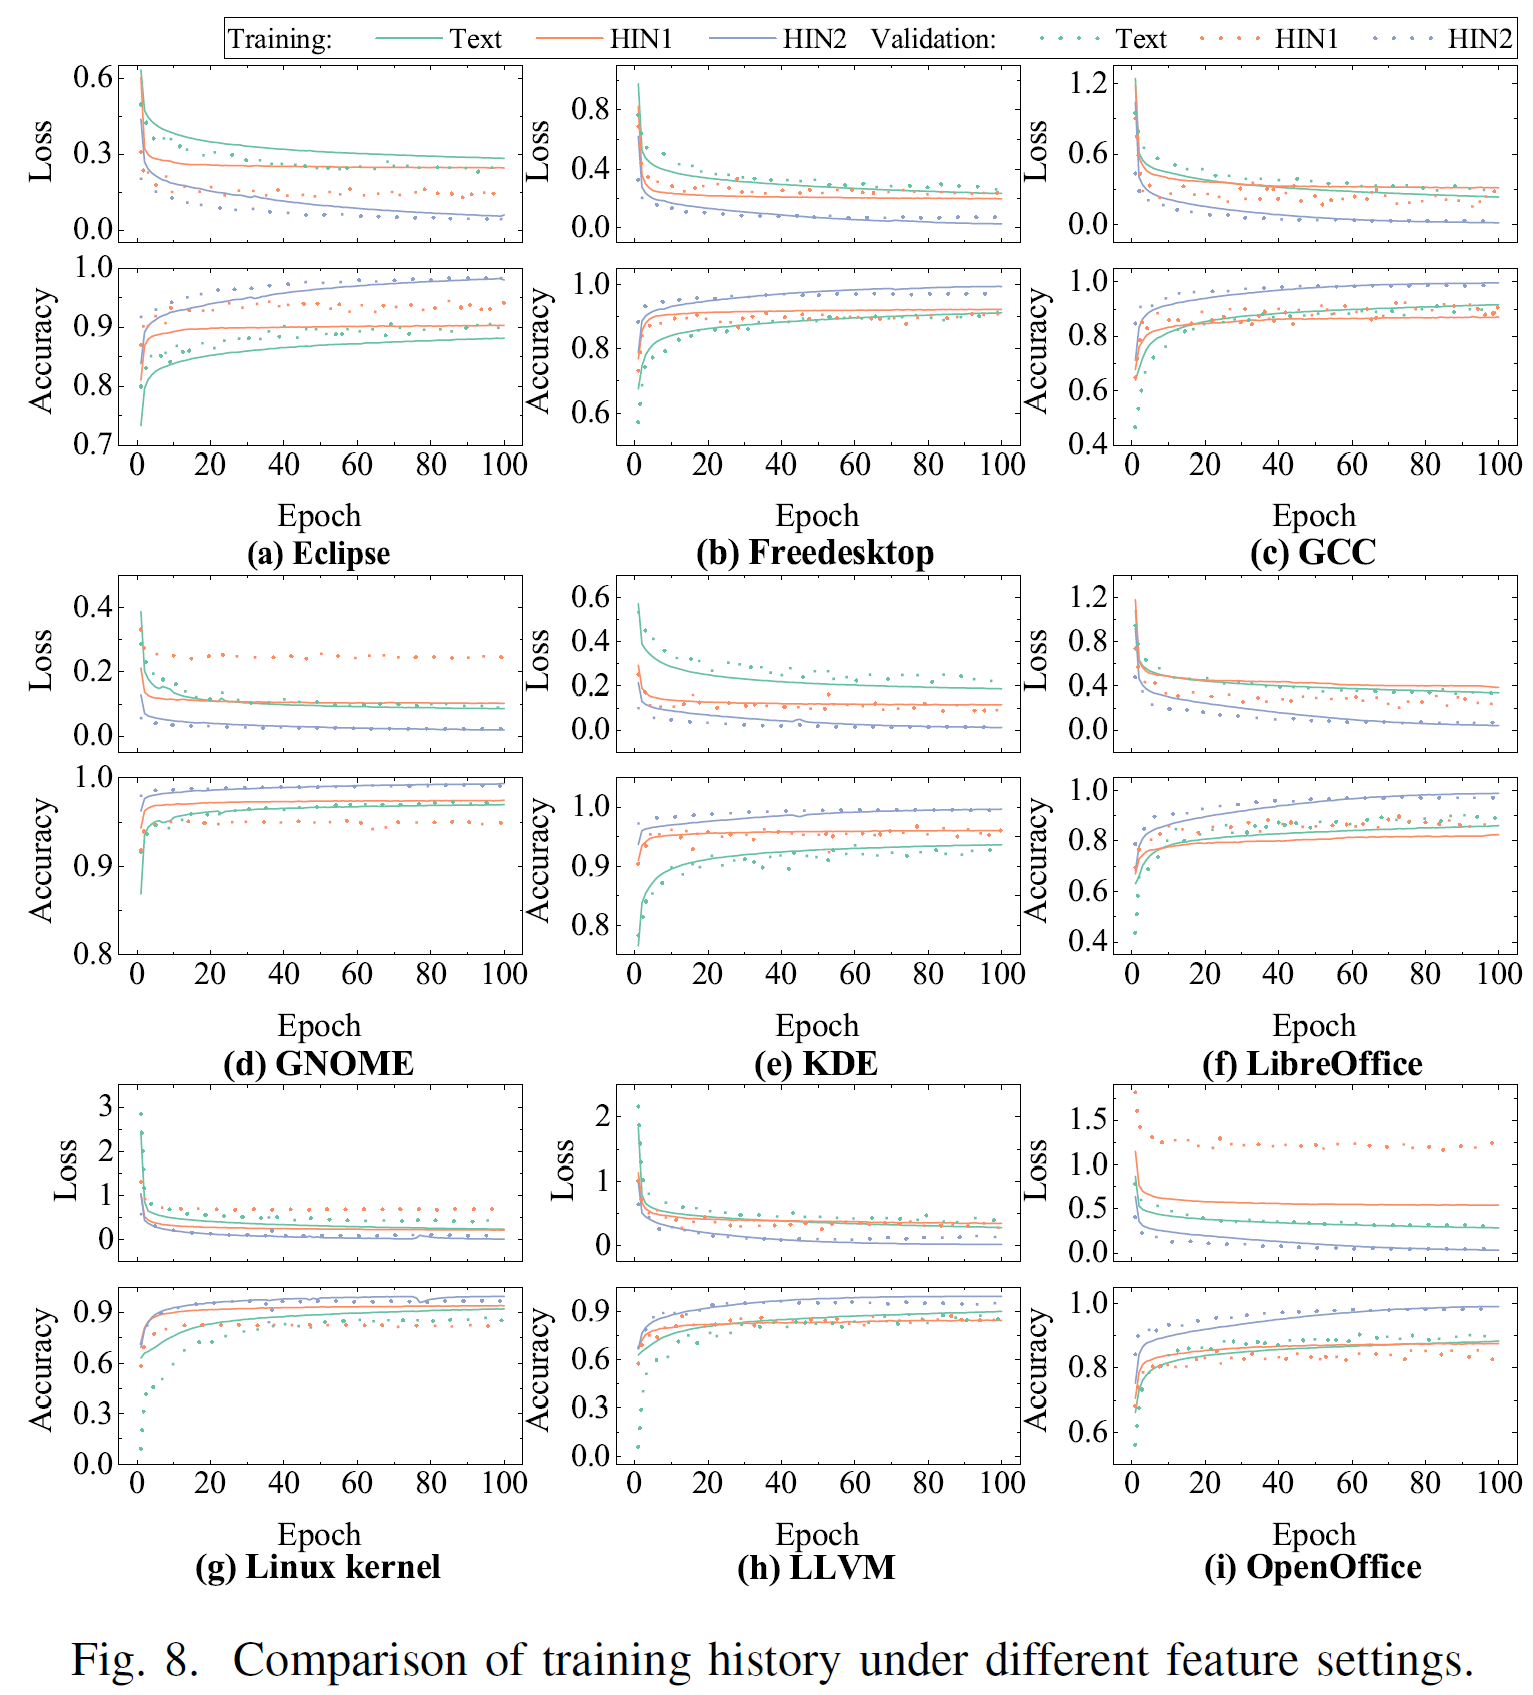 Training: Text HIN1 HIN2 Validation: Text HIN1 HIN2
0.6
0.3
0.0
Loss
0.8
0.4
0.0
Loss
1.2
0.6
0.0
Loss
1.0
0.9
0.8
0.7
Accuracy
1.0
0.8
0.6
Accuracy
1.0
0.8
0.6
0.4
Accuracy
0 20 40 60 80 100
0 20 40 60 80 100
0 20 40 60 80 100
Epoch
Epoch
Epoch
(a) Eclipse
(b) Freedesktop
(c) GCC
0.4
0.2
0.0
Loss
0.6
0.4
0.2
0.0
Loss
1.2
0.8
0.4
0.0
Loss
1.0
0.9
0.8
Accuracy
1.0
0.9
0.8
Accuracy
1.0
0.8
0.6
0.4
Accuracy
0 20 40 60 80 100
0 20 40 60 80 100
0 20 40 60 80 100
Epoch
Epoch
Epoch
(d) GNOME
(e) KDE
(f) LibreOffice
3
2
1
0
Loss
2
1
0
Loss
1.5
1.0
0.5
0.0
Loss
0.9
0.6
0.3
0.0
Accuracy
0.9
0.6
0.3
0.0
Accuracy
1.0
0.8
0.6
Accuracy
0 20 40 60 80 100
0 20 40 60 80 100
0 20 40 60 80 100
Epoch
Epoch
Epoch
(g) Linux kernel
(h) LLVM
(i) OpenOffice
Fig. 8. Comparison of training history under different feature settings.